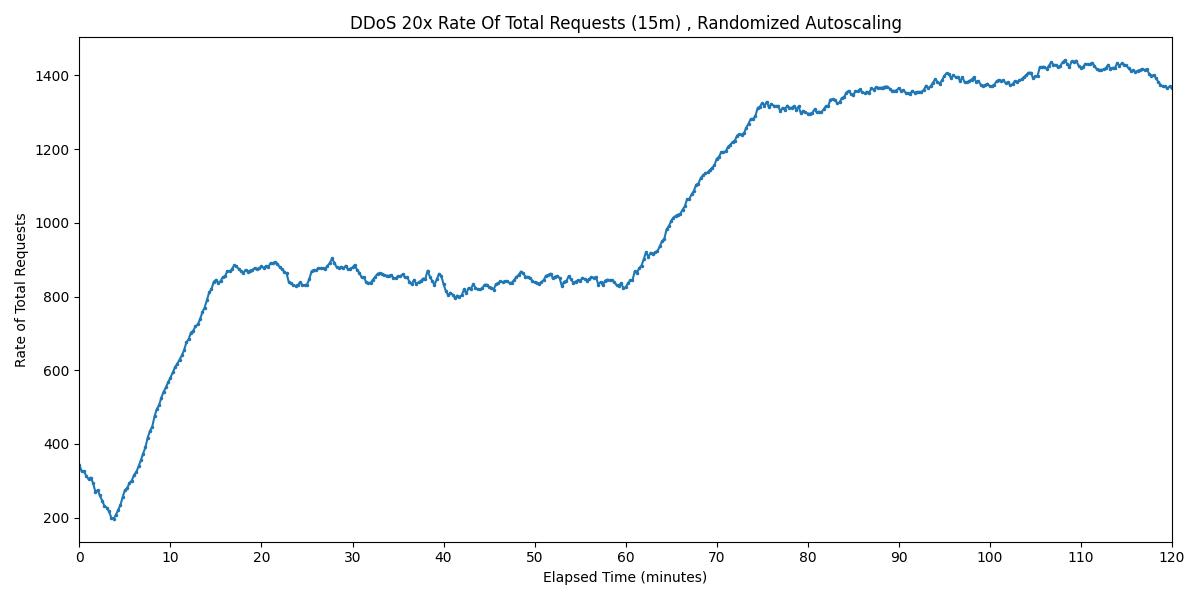 DDoS 20x Rate Of Total Requests (15m) , Randomized Autoscaling
1400
1200
1000
800
600
400
200
Rate of Total Requests
0 10 20 30 40 50 60 70 80 90 100 110 120
Elapsed Time (minutes)